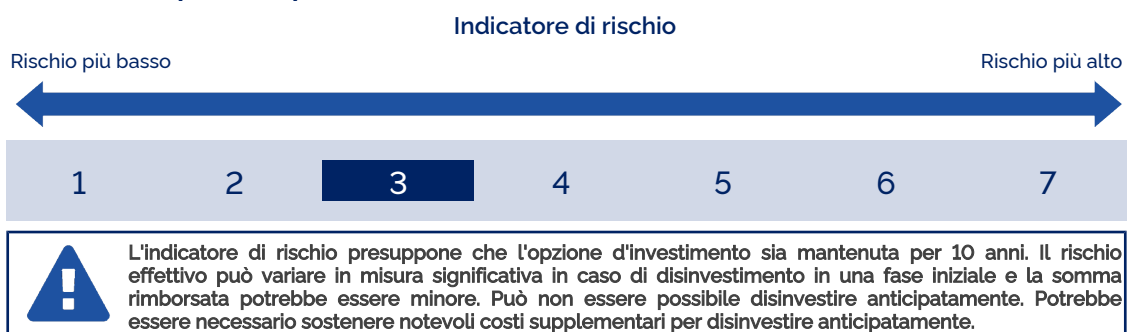 Indicatore di rischio
Rischio più basso
Rischio più alto
1 2 3 4 5 6 7
L'indicatore di rischio presuppone che l'opzione d'investimento sia mantenuta per 10 anni. Il rischio
effettivo può variare in misura significativa in caso di disinvestimento in una fase iniziale e la somma
rimborsata potrebbe essere minore. Può non essere possibile disinvestire anticipatamente. Potrebbe
essere necessario sostenere notevoli costi supplementari per disinvestire anticipatamente.